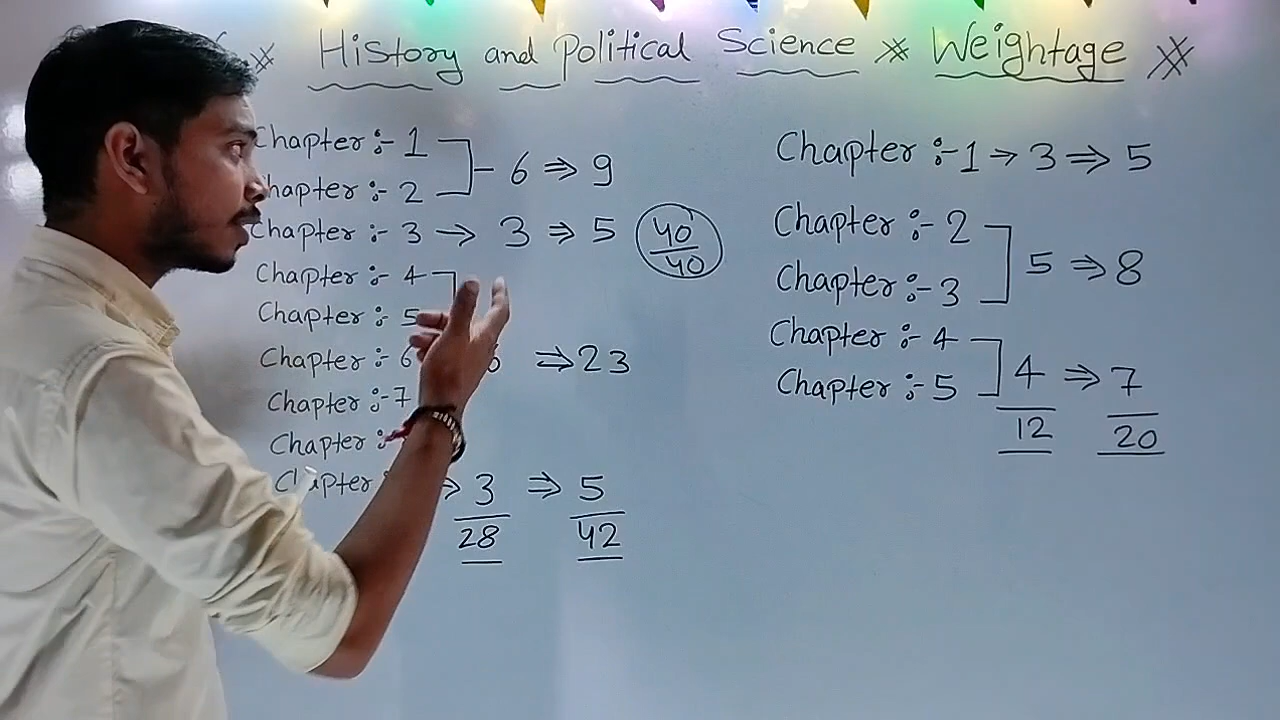 ※ History and Political Science ※ Weightage ※
Chapter :- 1
Chapter :- 2
6 ⇒ 9
Chapter :- 3 → 3 ⇒ 5
40/40
Chapter :- 4
Chapter :- 5
Chapter :- 6 ⇒ 23
Chapter :- 7
Chapter :-
Chapter → 3 ⇒ 5
28 42
Chapter :- 1 → 3 ⇒ 5
Chapter :- 2
Chapter :- 3
5 ⇒ 8
Chapter :- 4
Chapter :- 5
4 ⇒ 7
12 20